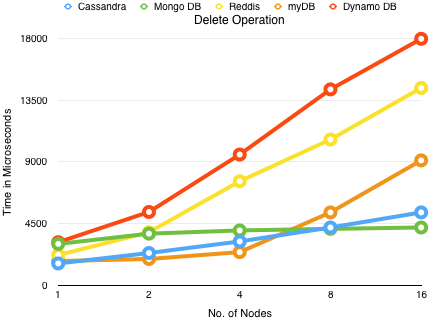 Cassandra Mongo DB Reddis myDB Dynamo DB
Delete Operation
18000
13500
9000
4500
0
Time in Microseconds
1 2 4 8 16
No. of Nodes